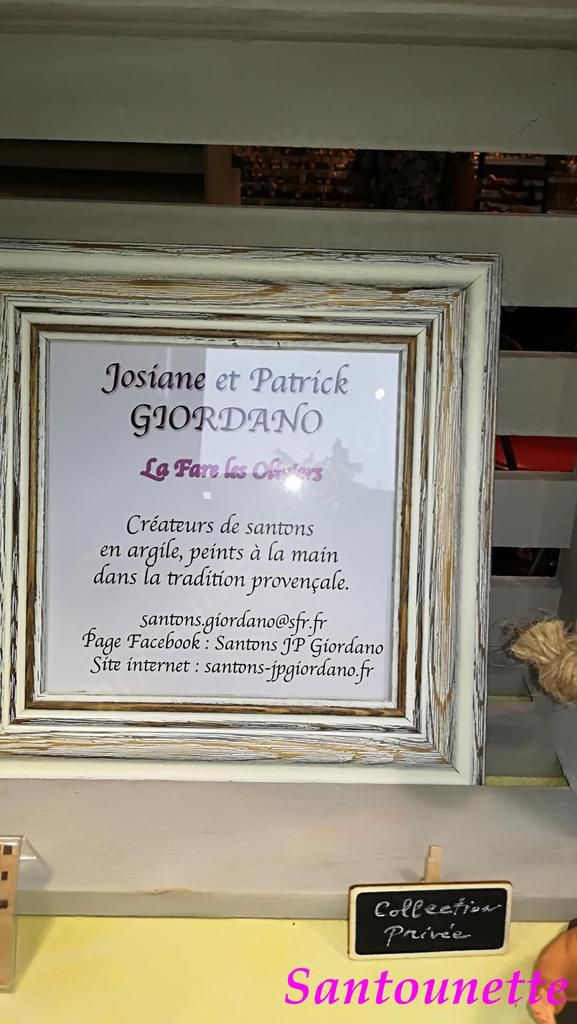 Josiane et Patrick
GIORDANO
La Fare les Oliviers
Créateurs de santons
en argile, peints à la main
dans la tradition provençale.
santons.giordano@sfr.fr
Page Facebook : Santons JP Giordano
Site internet : santons-jpgiordano.fr
Collection
Privée
Santounette